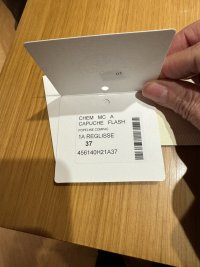 CHEM MC A
CAPUCHE FLASH
POPELINE COMPAC
1A REGLISSE
37
456140H21A37